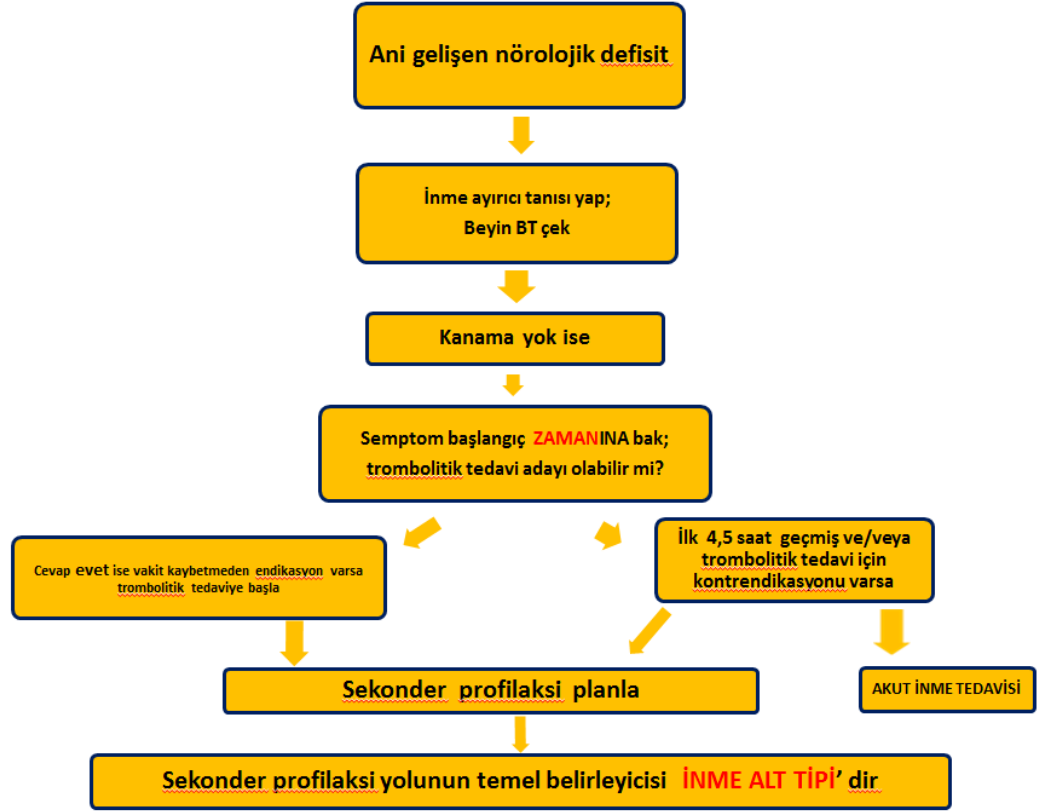 Ani gelişen nörolojik defisit
İnme ayırıcı tanısı yap;
Beyin BT çek
Kanama yok ise
Semptom başlangıç ZAMANINA bak;
trombolitik tedavi adayı olabilir mi?
Cevap evet ise vakit kaybetmeden endikasyon varsa
trombolitik tedaviye başla
İlk 4,5 saat geçmiş ve/veya
trombolitik tedavi için
kontrendikasyonu varsa
Sekonder profilaksi planla
AKUT İNME TEDAVİSİ
Sekonder profilaksi yolunun temel belirleyicisi İNME ALT TİPİ’ dir